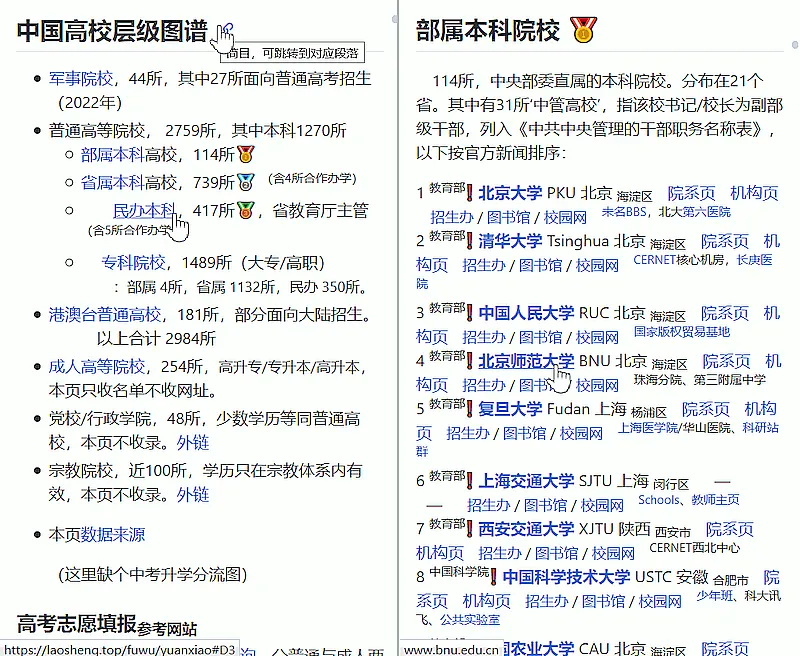 中国高校层级图谱
尚目，可跳转到对应段落
军事院校，44所，其中27所面向普通高考招生
（2022年）
普通高等院校， 2759所，其中本科1270所
部属本科高校，114所
省属本科高校，739所 (含4所合作办学)
民办本科，417所，省教育厅主管
(含5所合作办学
专科院校，1489所（大专/高职）
：部属 4所，省属 1132所，民办 350所。
港澳台普通高校，181所，部分面向大陆招生。
以上合计 2984所
成人高等院校，254所，高升专/专升本/高升本，
本页只收名单不收网址。
党校/行政学院，48所，少数学历等同普通高
校，本页不收录。外链
宗教院校，近100所，学历只在宗教体系内有
效，本页不收录。外链
本页数据来源
（这里缺个中考升学分流图）
高考志愿填报参考网站
https://laosheng.top/fuwu/yuanxiao#D3
部属本科院校
114所，中央部委直属的本科院校。分布在21个
省。其中有31所‘中管高校’，指该校书记/校长为副部
级干部，列入《中共中央管理的干部职务名称表》，
以下按官方新闻排序：
1 教育部 北京大学 PKU 北京 海淀区 院系页 机构页
招生办 / 图书馆 / 校园网 未名BBS，北大第六医院
2 教育部 清华大学 Tsinghua 北京 海淀区 院系页 机
构页 招生办 / 图书馆 / 校园网 CERNET核心机房，长庚医
院
3 教育部 中国人民大学 RUC 北京 海淀区 院系页 机
构页 招生办 / 图书馆 / 校园网 国家版权贸易基地
4 教育部 北京师范大学 BNU 北京 海淀区 院系页 机
构页 招生办 / 图书馆 / 校园网 珠海分院、第三附属中学
5 教育部 复旦大学 Fudan 上海 杨浦区 院系页 机构
页 招生办 / 图书馆 / 校园网 上海医学院/华山医院、科研站
群
6 教育部 上海交通大学 SJTU 上海 闵行区 —
— 招生办 / 图书馆 / 校园网 Schools、教师主页
7 教育部 西安交通大学 XJTU 陕西 西安市 院系页
机构页 招生办 / 图书馆 / 校园网 CERNET西北中心
8 中国科学院 中国科学技术大学 USTC 安徽 合肥市 院
系页 机构页 招生办 / 图书馆 / 校园网 少年班、科大讯
飞、公共实验室
国农业大学 CAU 北京 海淀区 院系页
www.bnu.edu.cn